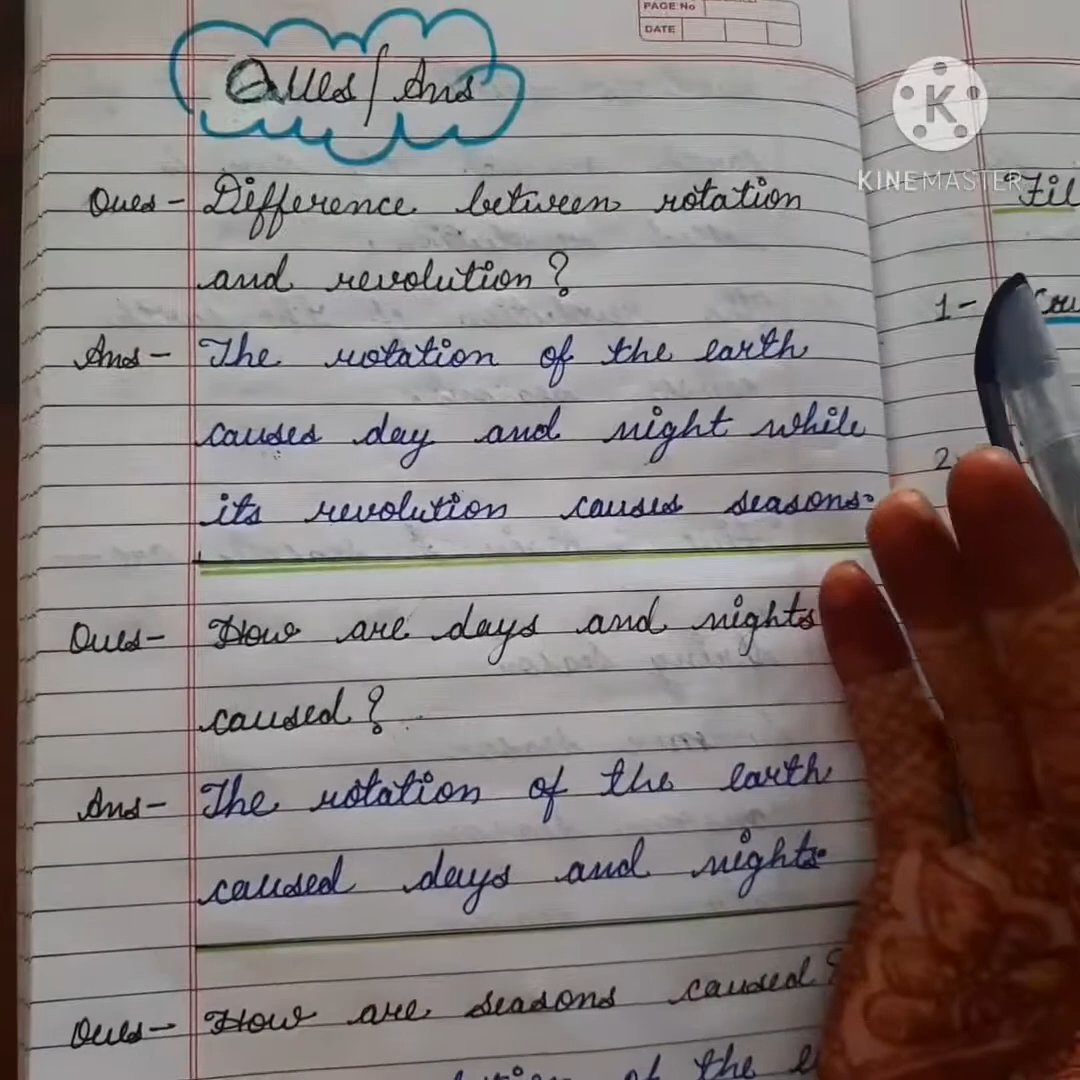 PAGE No
DATE
Ques/Ans
KINEMASTER
Ques- Difference between rotation
and revolution?
Ans- The rotation of the earth
causes day and night while
its revolution causes seasons.
Ques- How are days and nights
caused?
Ans- The rotation of the earth
caused days and nights.
Ques- How are seasons caused?
of the
1-
2